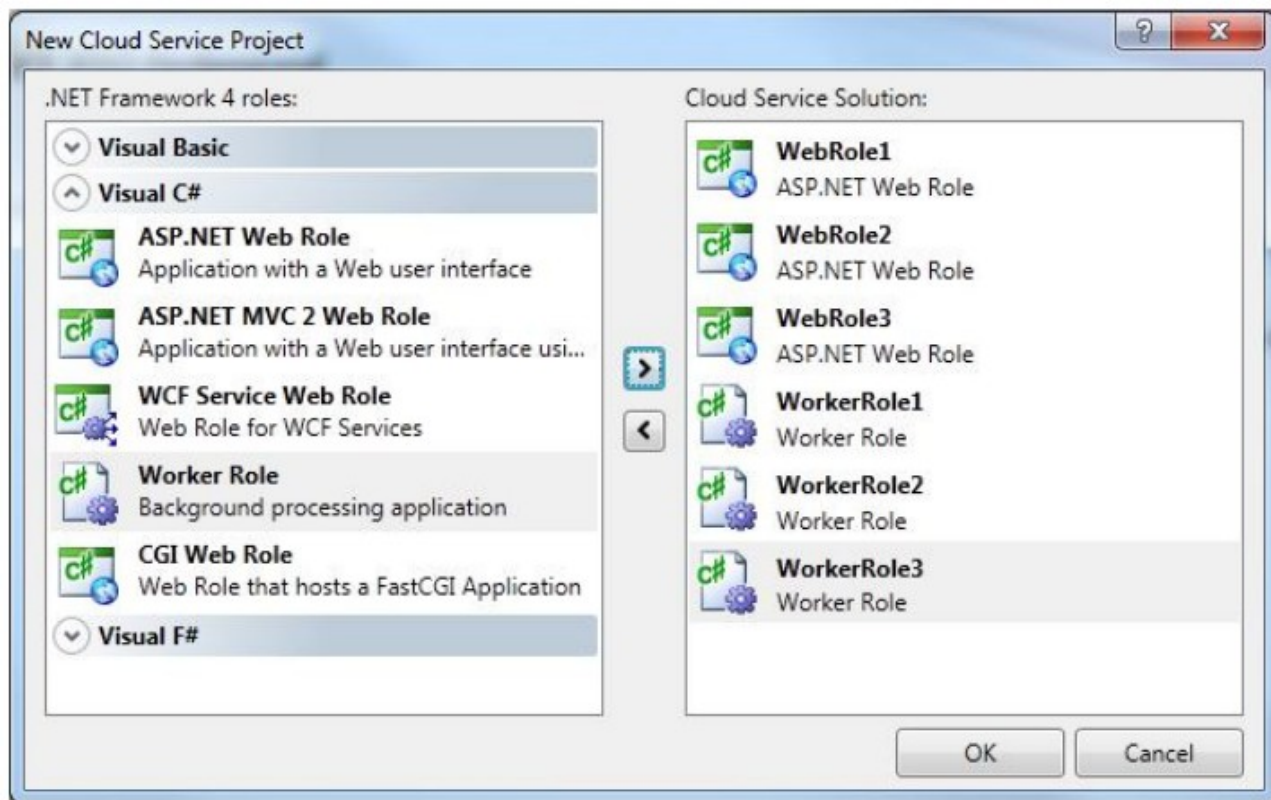 New Cloud Service Project
.NET Framework 4 roles:
Visual Basic
Visual C#
ASP.NET Web Role
Application with a Web user interface
ASP.NET MVC 2 Web Role
Application with a Web user interface usi...
WCF Service Web Role
Web Role for WCF Services
Worker Role
Background processing application
CGI Web Role
Web Role that hosts a FastCGI Application
Visual F#
Cloud Service Solution:
WebRole1
ASP.NET Web Role
WebRole2
ASP.NET Web Role
WebRole3
ASP.NET Web Role
WorkerRole1
Worker Role
WorkerRole2
Worker Role
WorkerRole3
Worker Role
OK
Cancel